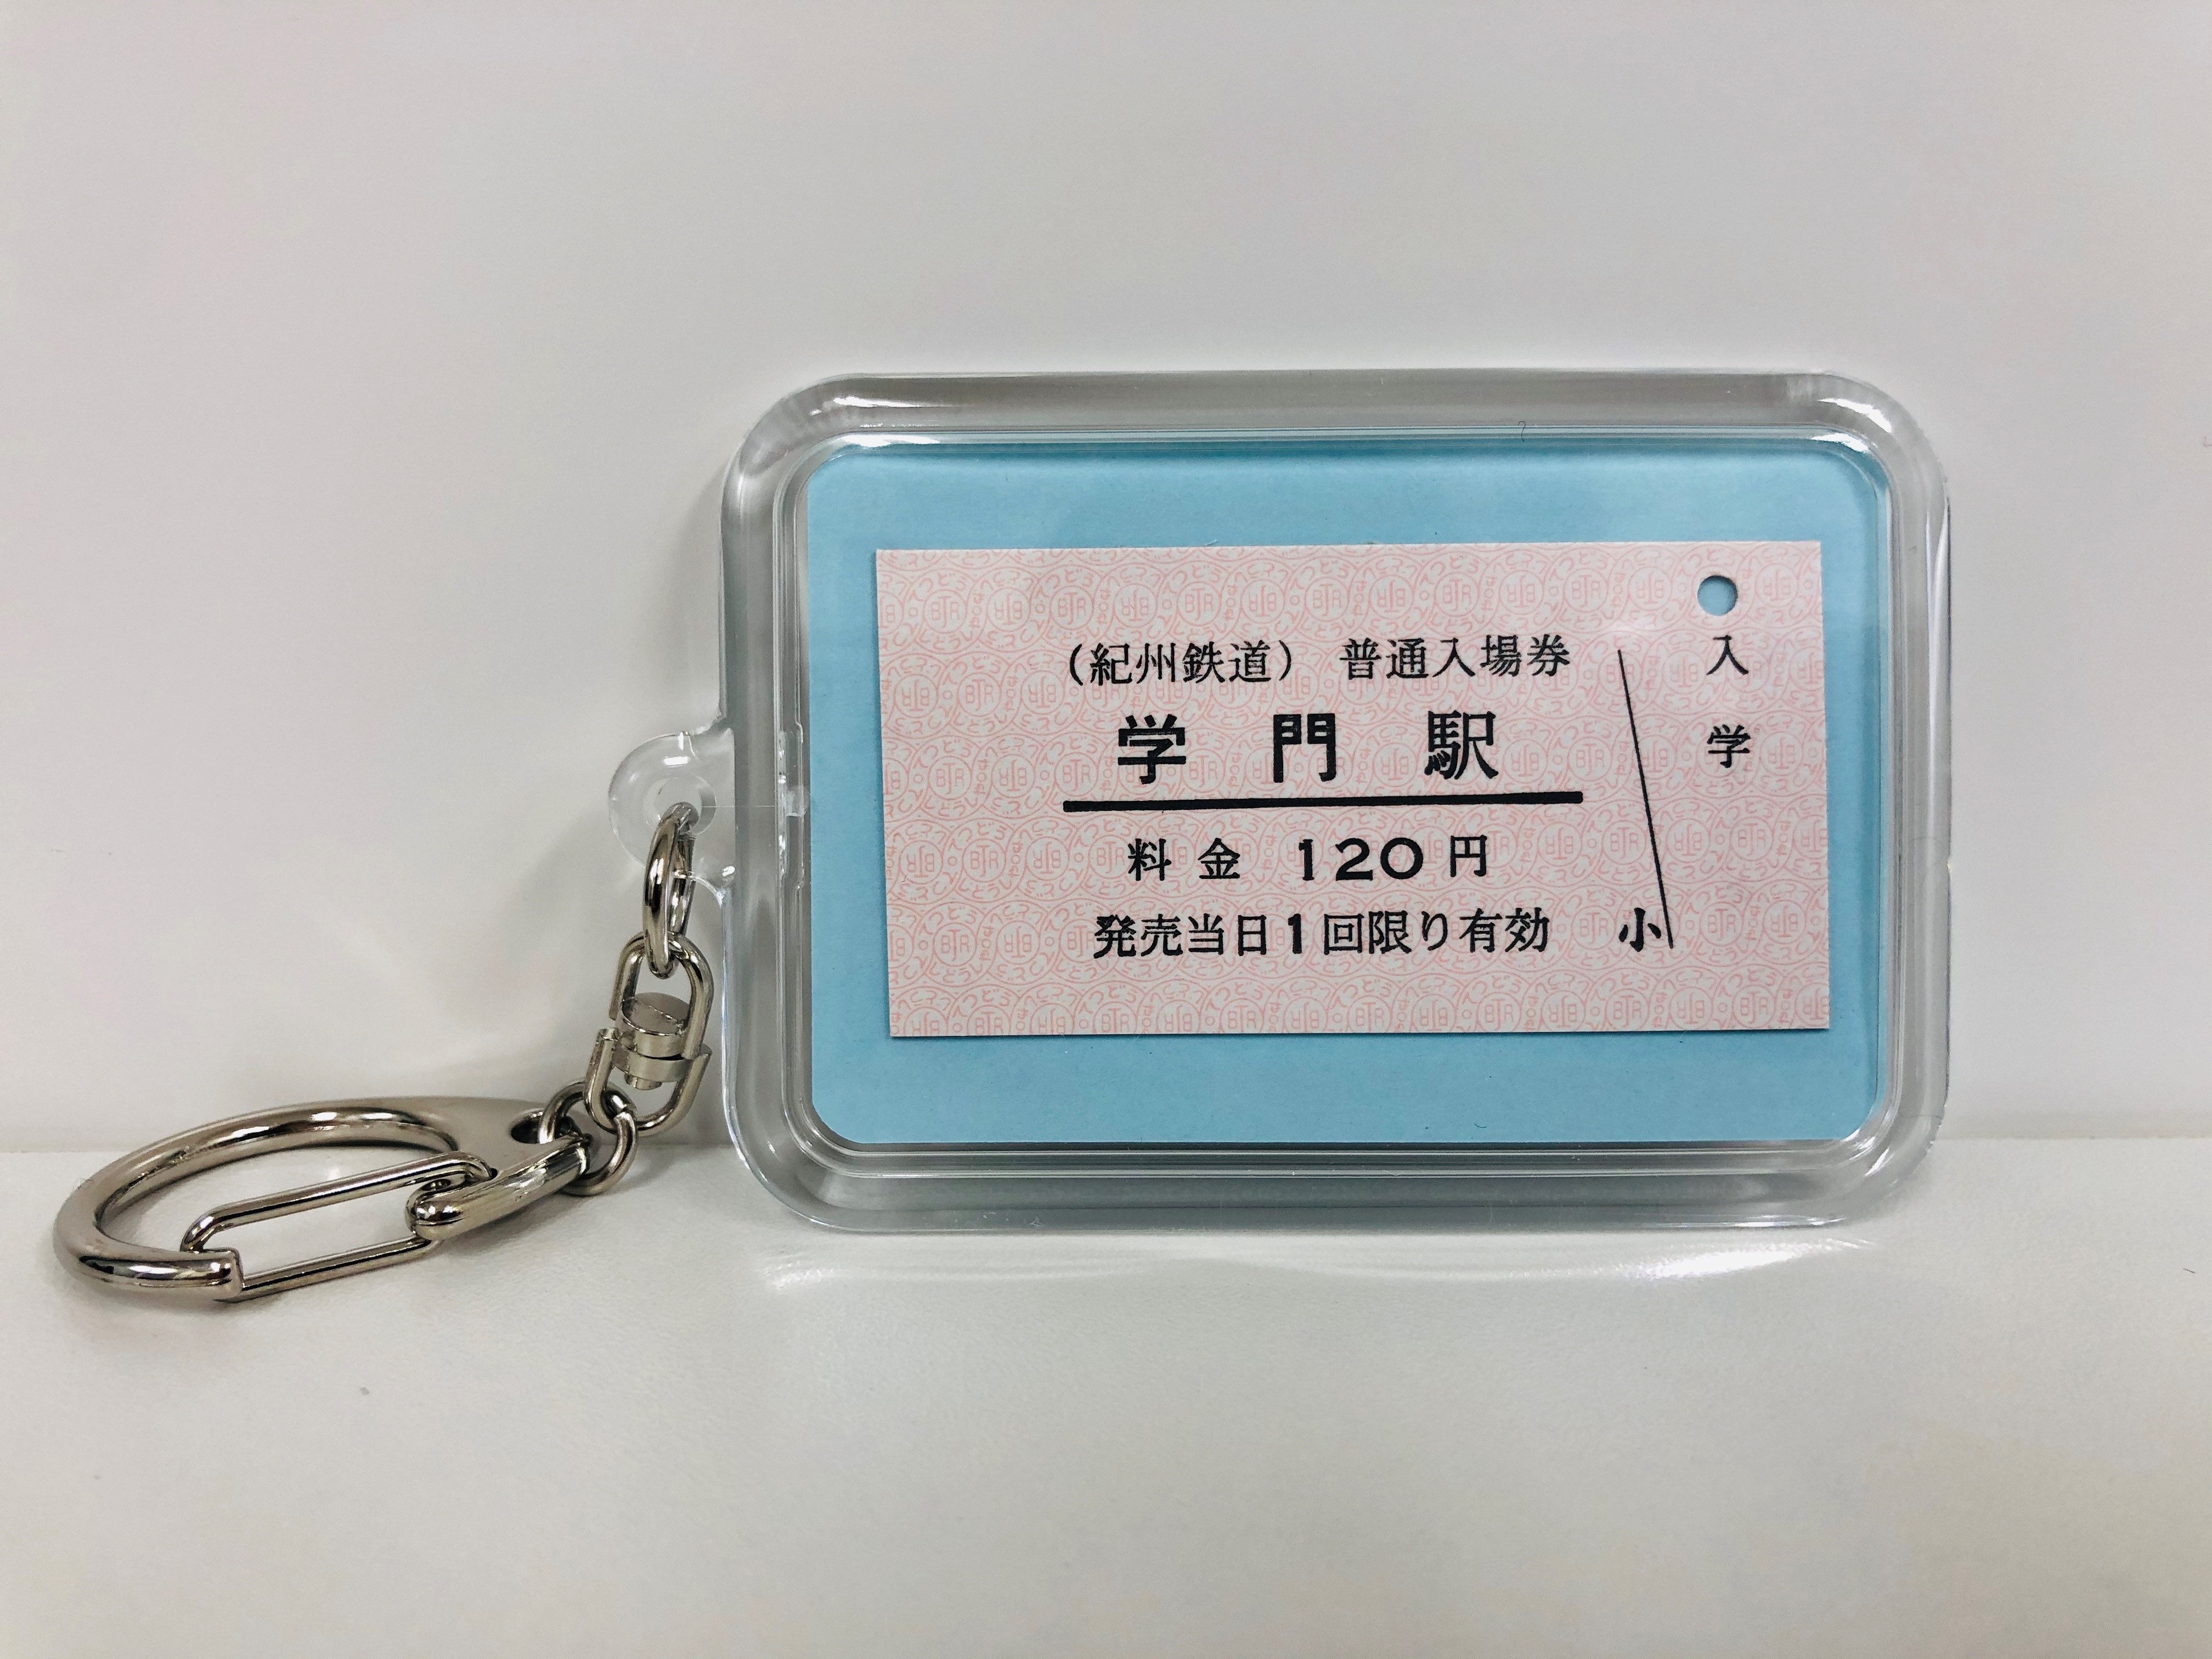 (紀州鉄道) 普通入場券
学門駅
料金 120円
発売当日1回限り有効 小
入学